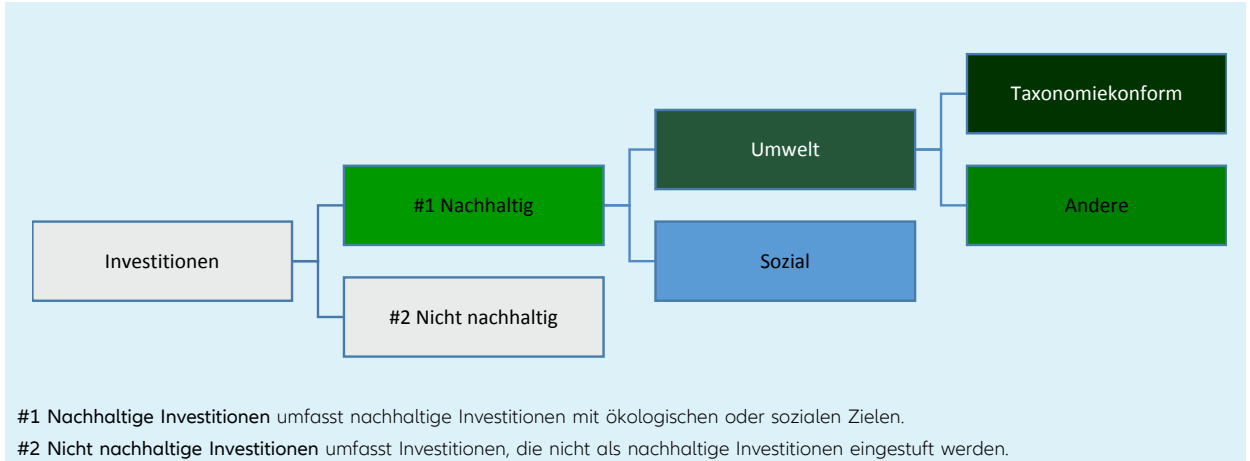 Taxonomiekonform
Umwelt
#1 Nachhaltig
Andere
Investitionen
Sozial
#2 Nicht nachhaltig
#1 Nachhaltige Investitionen umfasst nachhaltige Investitionen mit ökologischen oder sozialen Zielen.
#2 Nicht nachhaltige Investitionen umfasst Investitionen, die nicht als nachhaltige Investitionen eingestuft werden.